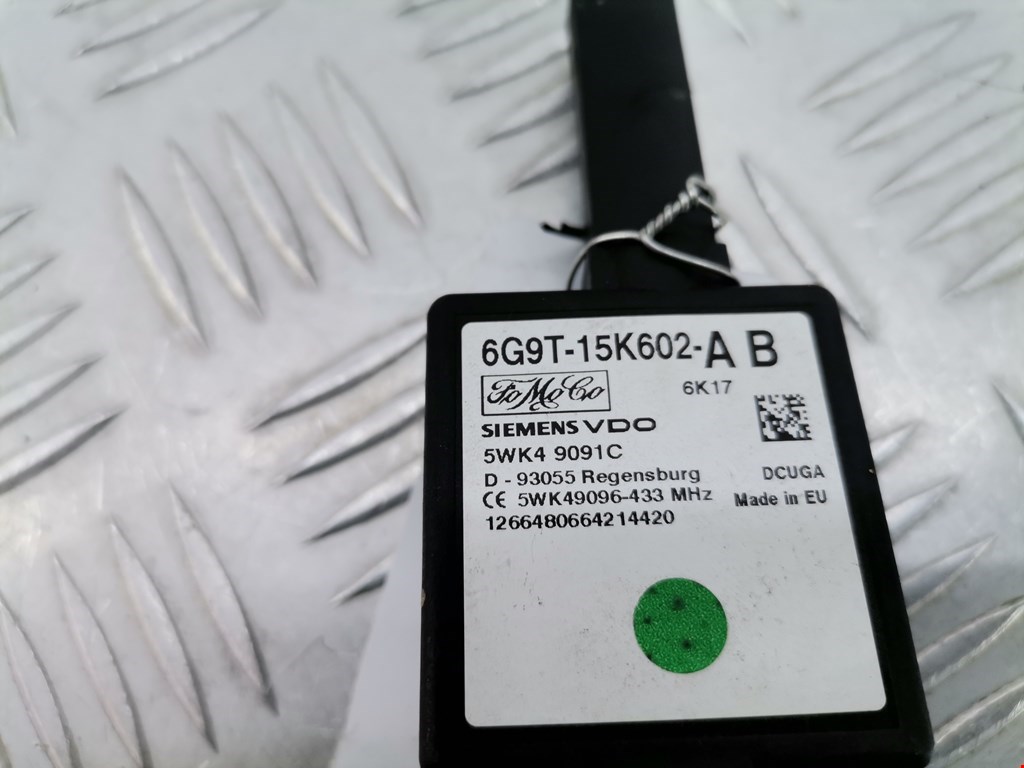 6G9T-15K602-A B
FoMoCo
6K17
SIEMENS VDO
5WK4 9091C
D - 93055 Regensburg
DCUGA
CE 5WK49096-433 MHz
Made in EU
1266480664214420